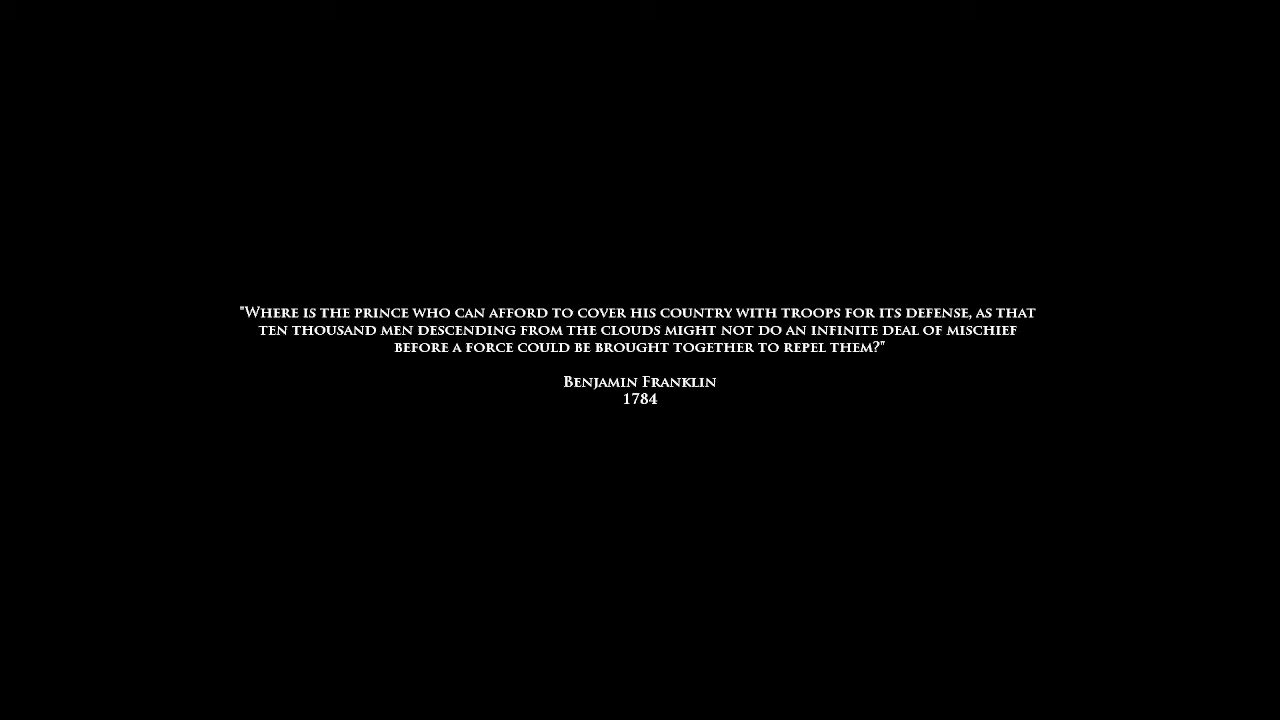 "Where is the prince who can afford to cover his country with troops for its defense, as that
ten thousand men descending from the clouds might not do an infinite deal of mischief
before a force could be brought together to repel them?"
Benjamin Franklin
1784